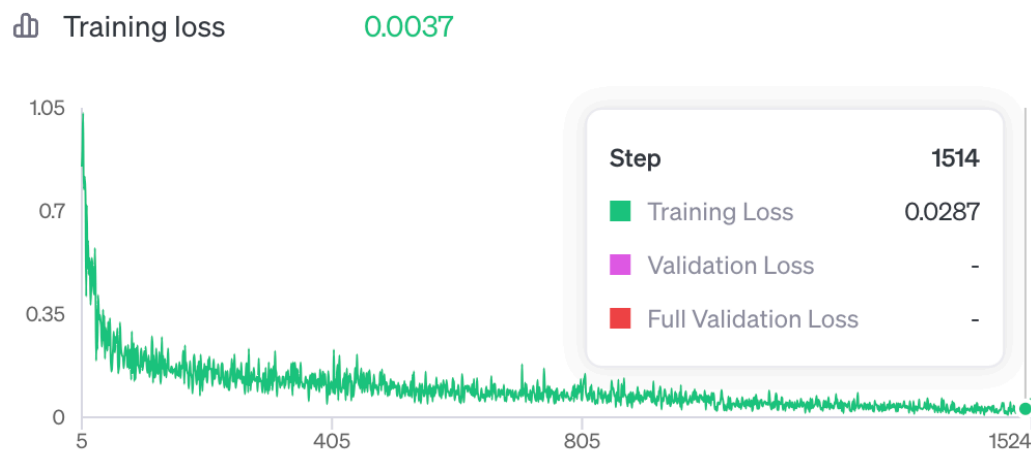 Training loss 0.0037
1.05
0.7
0.35
0
5 405 805 1524
Step 1514
Training Loss 0.0287
Validation Loss -
Full Validation Loss -